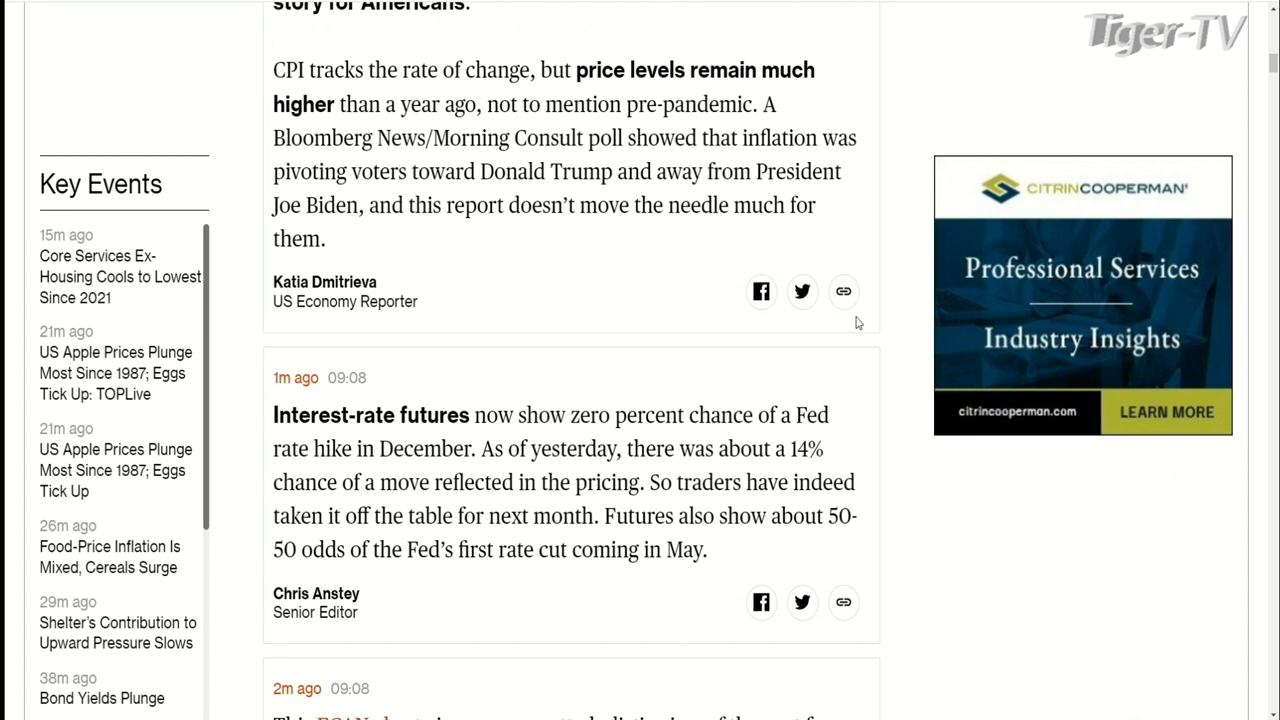 story for Americans.
Tiger-TV
CPI tracks the rate of change, but price levels remain much
higher than a year ago, not to mention pre-pandemic. A
Bloomberg News/Morning Consult poll showed that inflation was
pivoting voters toward Donald Trump and away from President
Joe Biden, and this report doesn’t move the needle much for
them.
Katia Dmitrieva
US Economy Reporter
Key Events
15m ago
Core Services Ex-
Housing Cools to Lowest
Since 2021
21m ago
US Apple Prices Plunge
Most Since 1987; Eggs
Tick Up: TOPLive
21m ago
US Apple Prices Plunge
Most Since 1987; Eggs
Tick Up
26m ago
Food-Price Inflation Is
Mixed, Cereals Surge
29m ago
Shelter’s Contribution to
Upward Pressure Slows
38m ago
Bond Yields Plunge
1m ago 09:08
Interest-rate futures now show zero percent chance of a Fed
rate hike in December. As of yesterday, there was about a 14%
chance of a move reflected in the pricing. So traders have indeed
taken it off the table for next month. Futures also show about 50-
50 odds of the Fed’s first rate cut coming in May.
Chris Anstey
Senior Editor
2m ago 09:08
CITRINCOOPERMAN
Professional Services
Industry Insights
citrincooperman.com
LEARN MORE